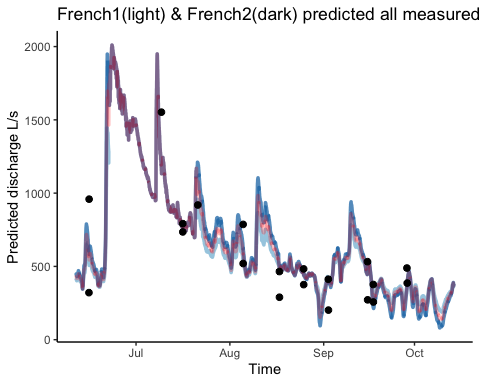 French1(light) & French2(dark) predicted all measured
Predicted discharge L/s
2000
1500
1000
500
0
Jul
Aug
Sep
Oct
Time